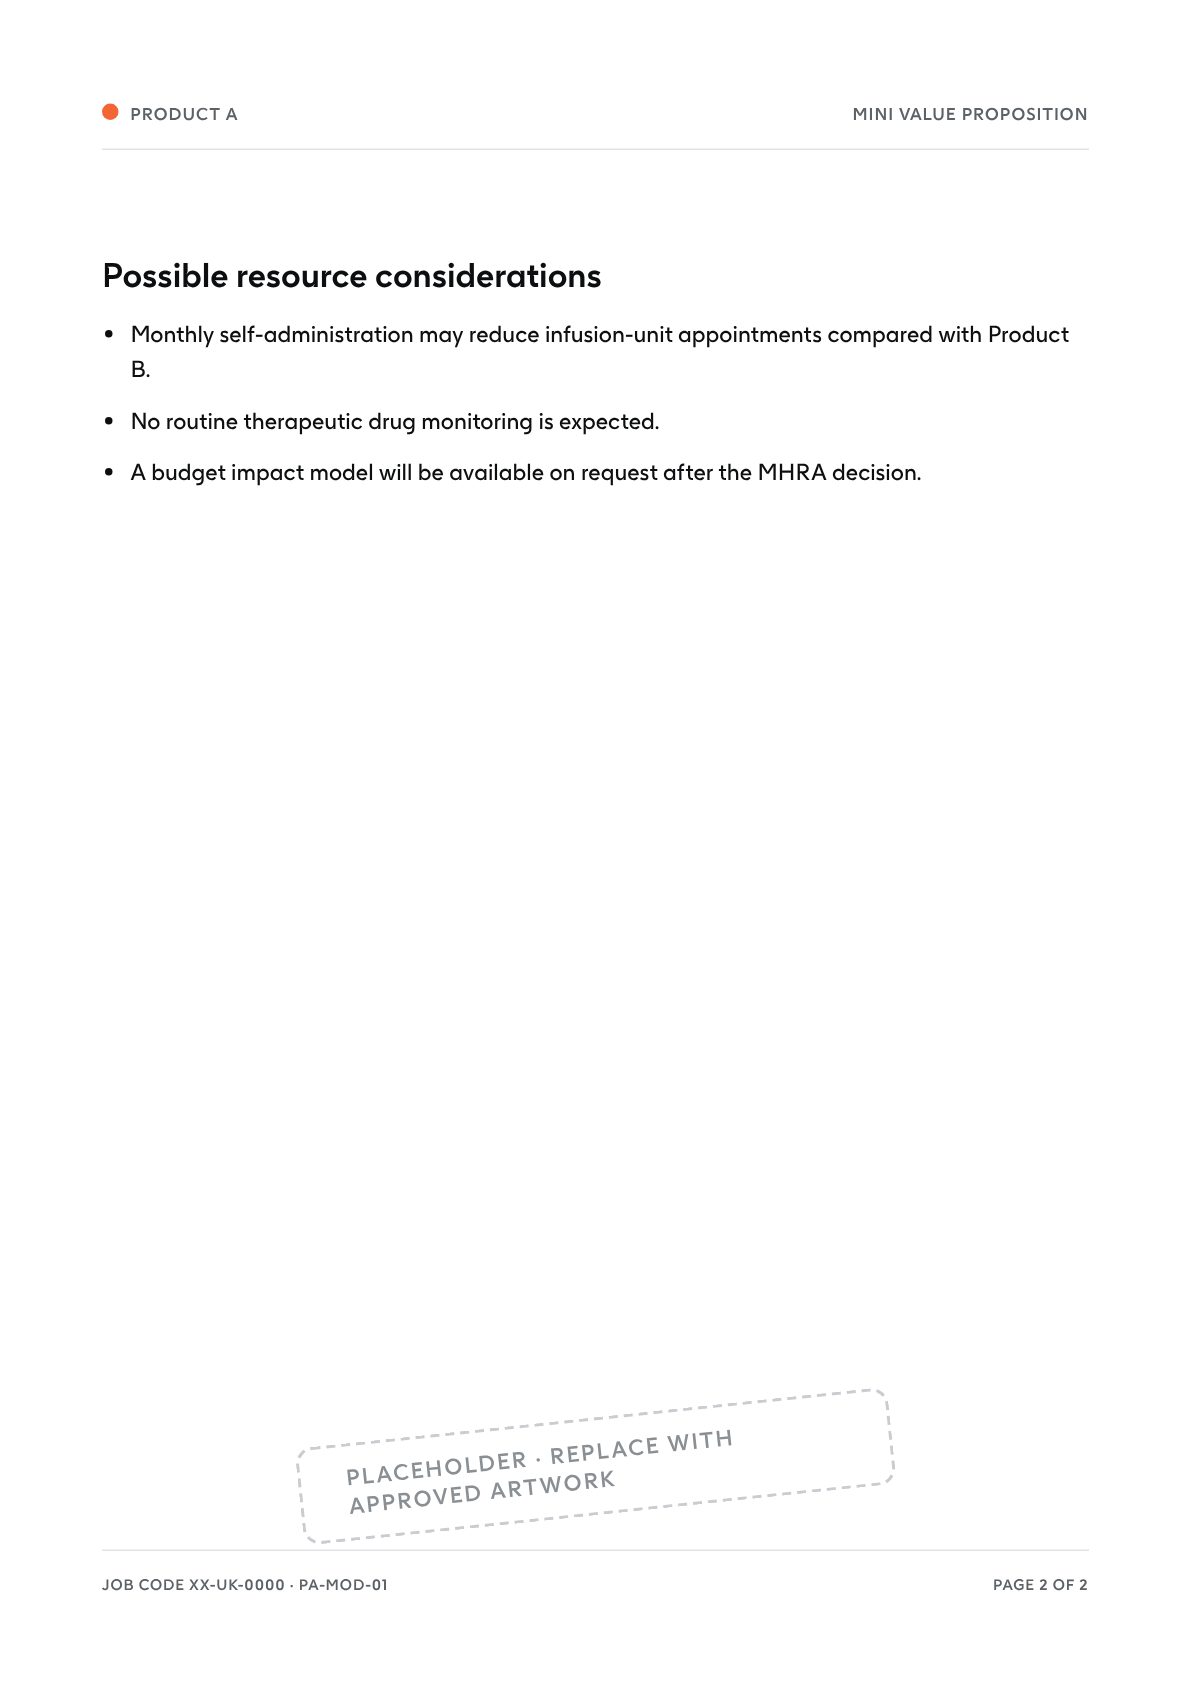 PRODUCT A
MINI VALUE PROPOSITION
Possible resource considerations
• Monthly self-administration may reduce infusion-unit appointments compared with Product
B.
• No routine therapeutic drug monitoring is expected.
• A budget impact model will be available on request after the MHRA decision.
PLACEHOLDER · REPLACE WITH
APPROVED ARTWORK
JOB CODE XX-UK-0000 · PA-MOD-01
PAGE 2 OF 2